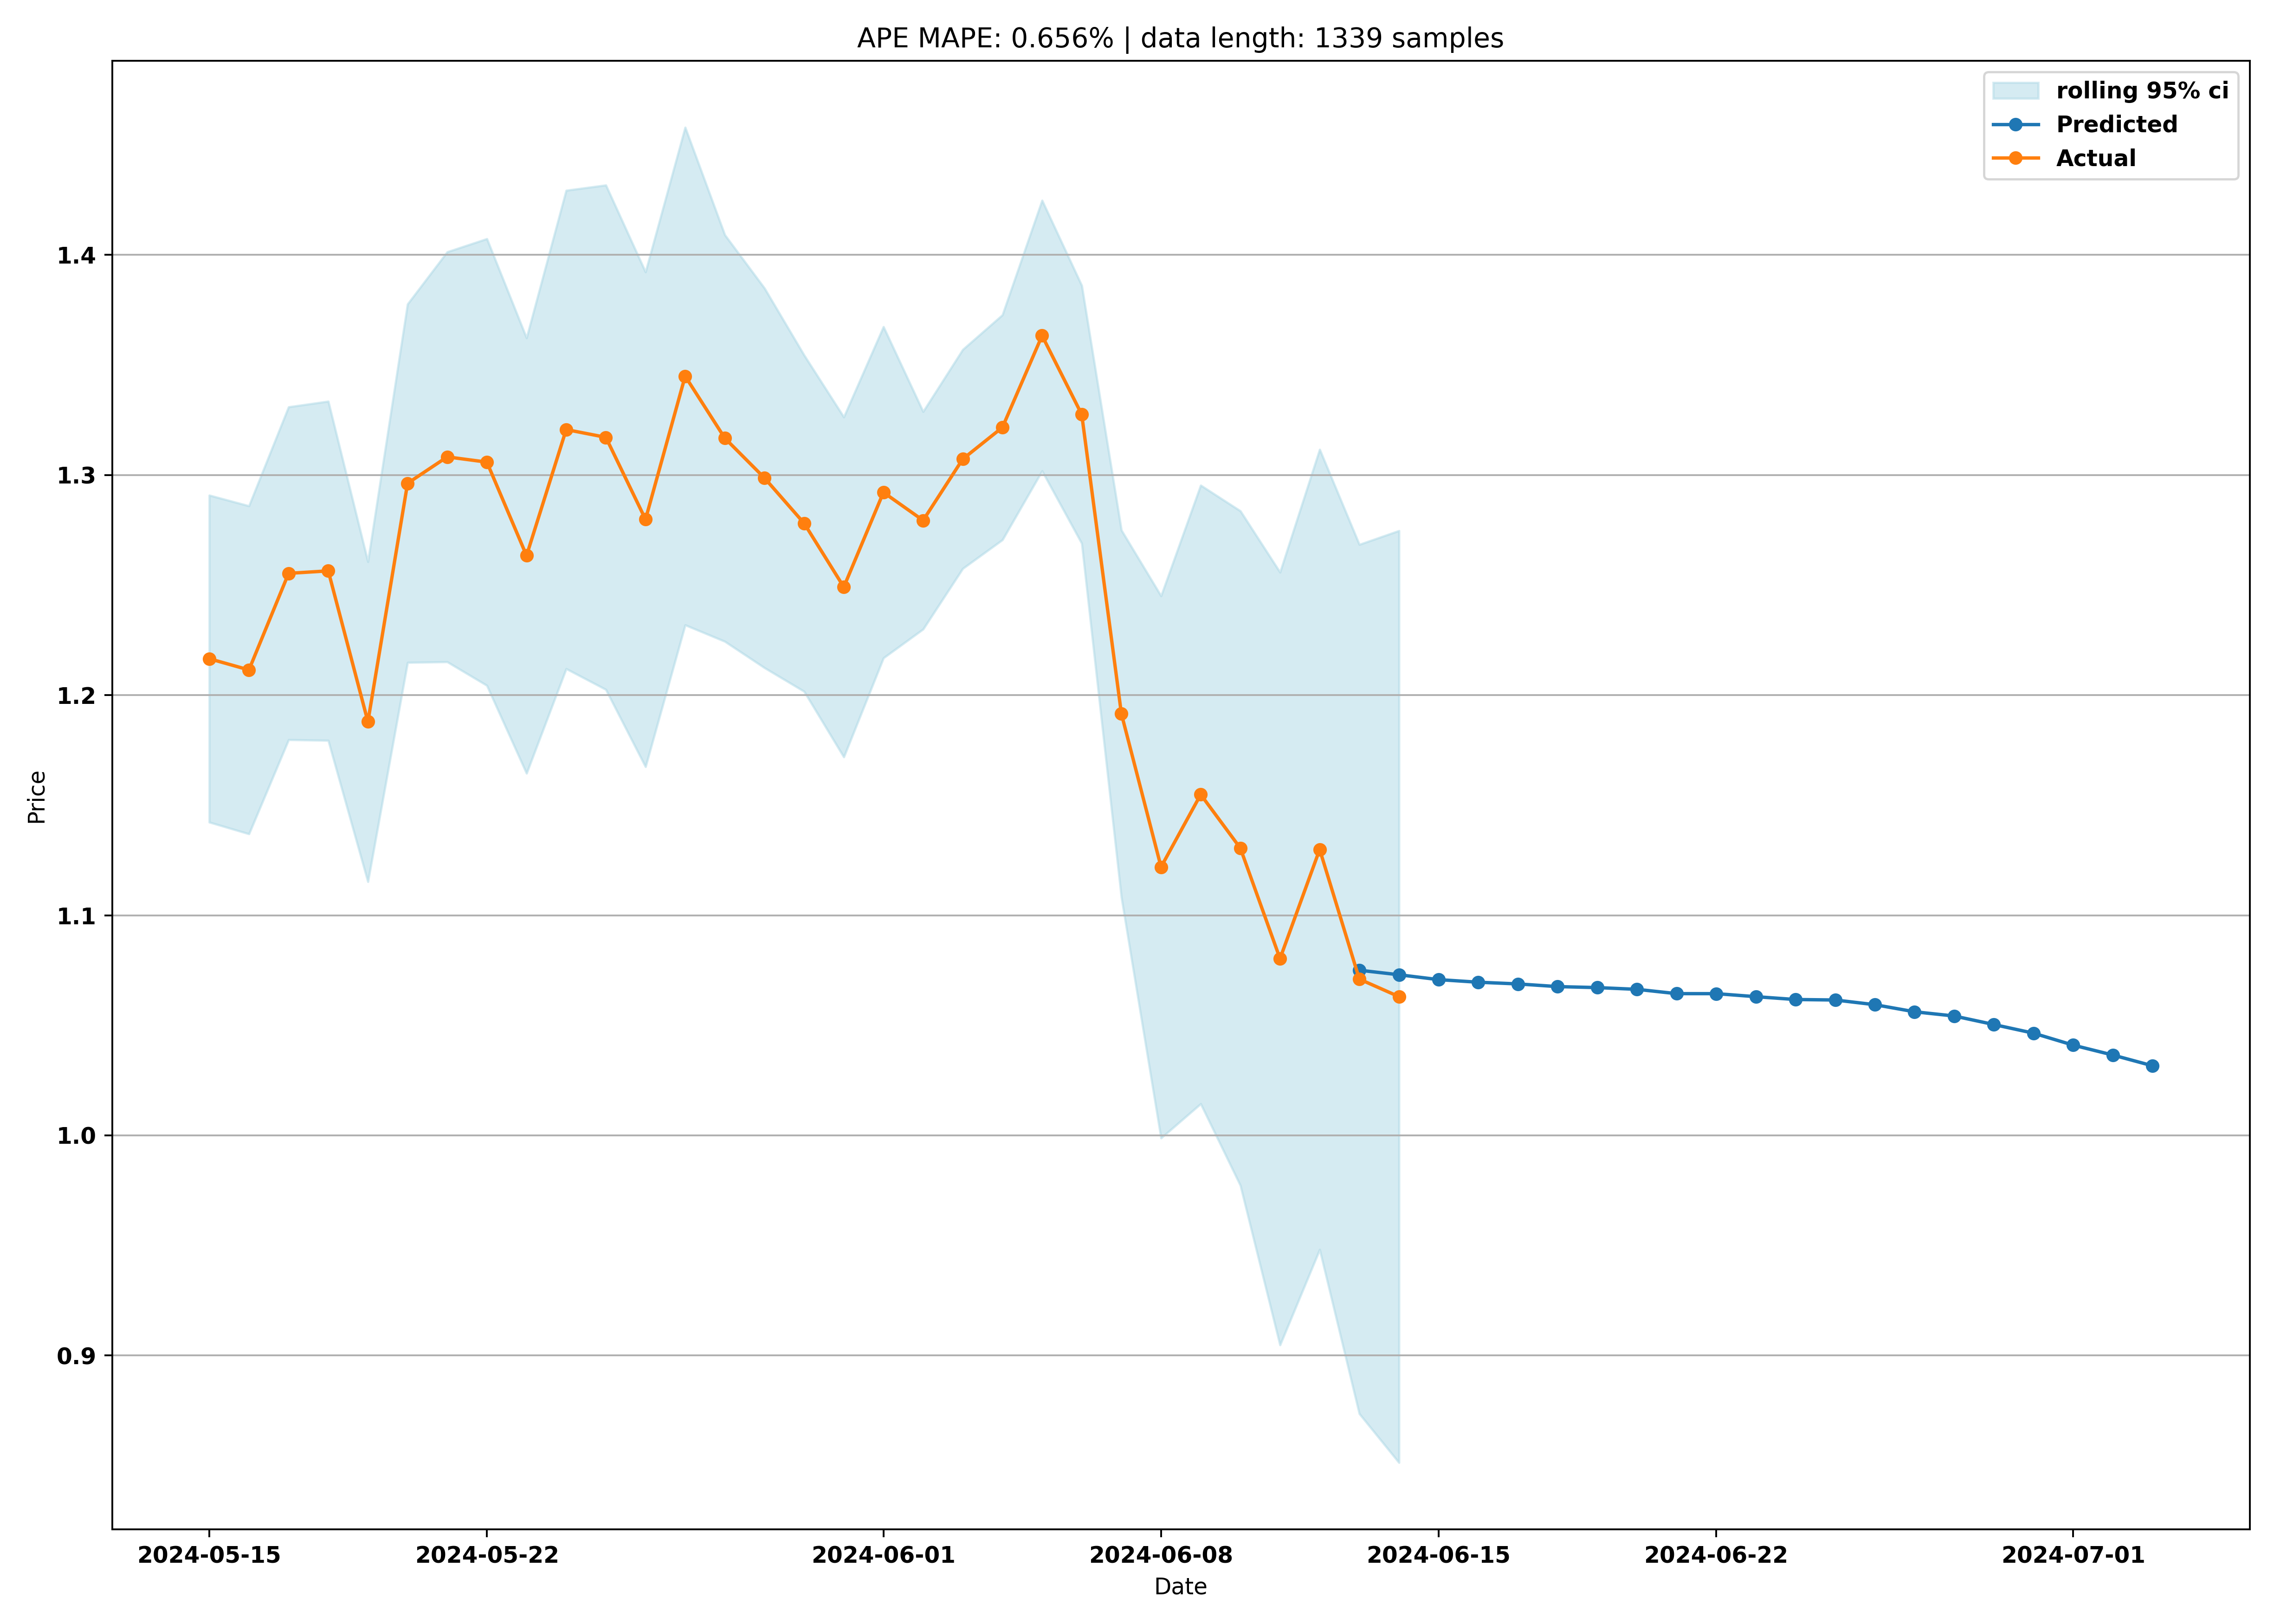 APE MAPE: 0.656% | data length: 1339 samples
rolling 95% ci
Predicted
Actual
1.4
1.3
1.2
1.1
1.0
0.9
Price
2024-05-15 2024-05-22 2024-06-01 2024-06-08 2024-06-15 2024-06-22 2024-07-01
Date